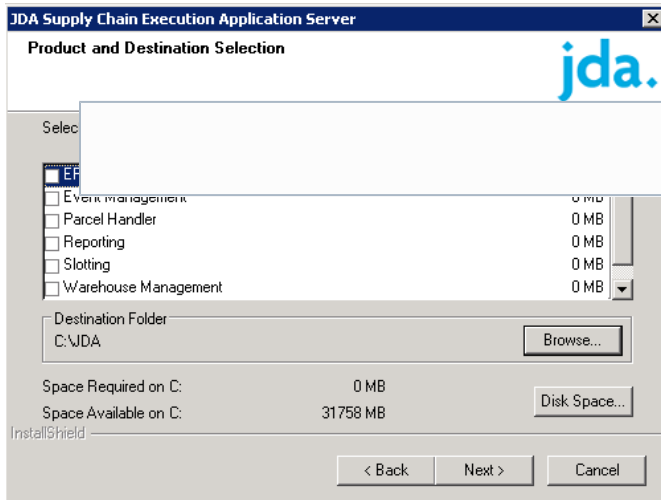 JDA Supply Chain Execution Application Server
Product and Destination Selection
jda.
Event Management 0 MB
Parcel Handler 0 MB
Reporting 0 MB
Slotting 0 MB
Warehouse Management 0 MB
Destination Folder
C:\JDA
Browse...
Space Required on C: 0 MB
Space Available on C: 31758 MB
Disk Space...
InstallShield
< Back Next > Cancel